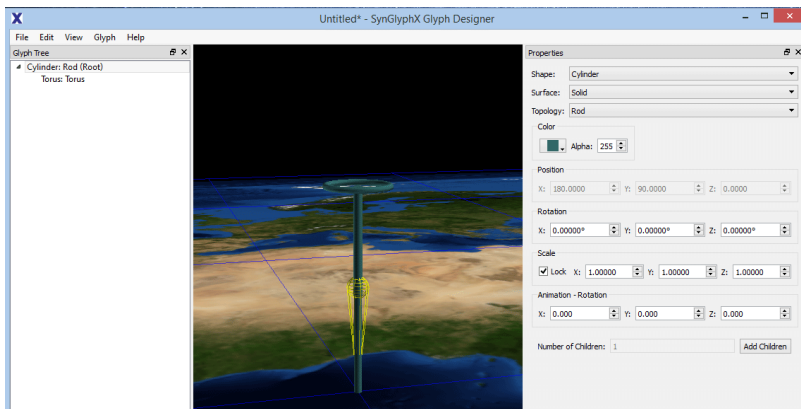 X Untitled* - SynGlyphX Glyph Designer
File Edit View Glyph Help
Glyph Tree
Cylinder: Rod (Root)
Torus: Torus
Properties
Shape: Cylinder
Surface: Solid
Topology: Rod
Color
Alpha: 255
Position
X: 180.0000 Y: 90.0000 Z: 0.0000
Rotation
X: 0.00000° Y: 0.00000° Z: 0.00000°
Scale
Lock X: 1.00000 Y: 1.00000 Z: 1.00000
Animation - Rotation
X: 0.000 Y: 0.000 Z: 0.000
Number of Children: 1 Add Children